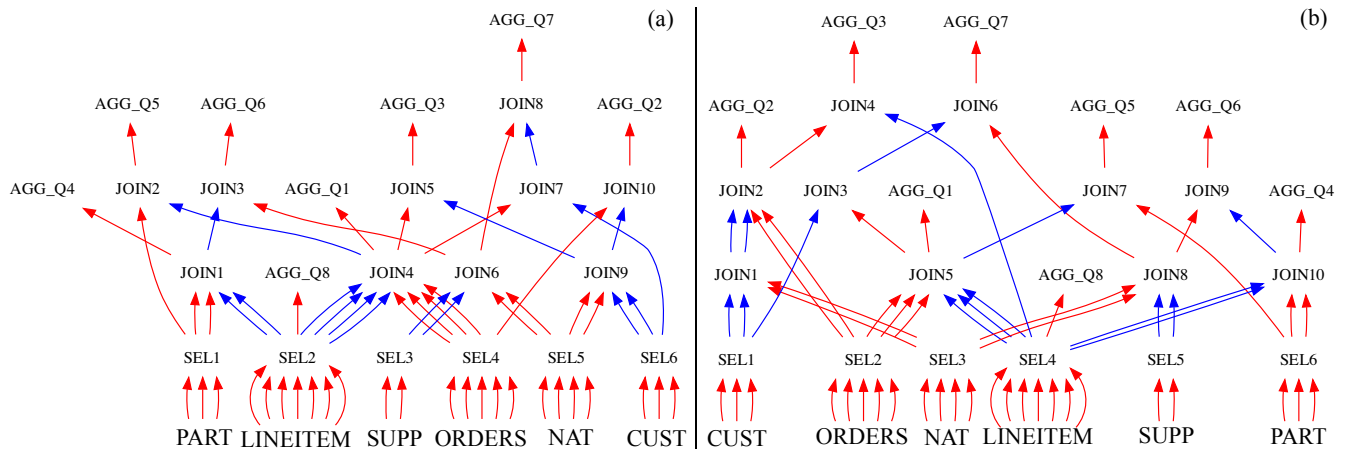 AGG_Q7
(a)
AGG_Q5
AGG_Q6
AGG_Q3
JOIN8
AGG_Q2
AGG_Q4
JOIN2
JOIN3
AGG_Q1
JOIN5
JOIN7
JOIN10
JOIN1
AGG_Q8
JOIN4
JOIN6
JOIN9
SEL1
SEL2
SEL3
SEL4
SEL5
SEL6
PART
LINEITEM
SUPP
ORDERS
NAT
CUST
AGG_Q3
AGG_Q7
(b)
AGG_Q2
JOIN4
JOIN6
AGG_Q5
AGG_Q6
JOIN2
JOIN3
AGG_Q1
JOIN7
JOIN9
AGG_Q4
JOIN1
JOIN5
AGG_Q8
JOIN8
JOIN10
SEL1
SEL2
SEL3
SEL4
SEL5
SEL6
CUST
ORDERS
NAT
LINEITEM
SUPP
PART